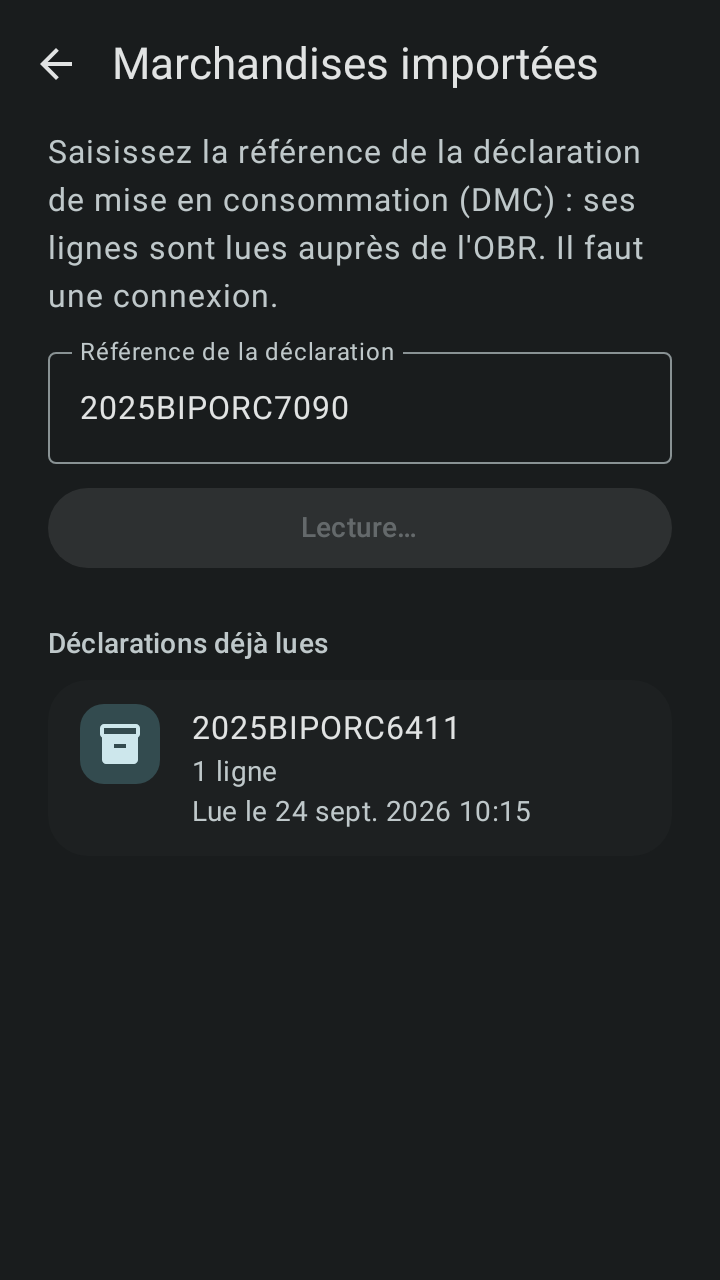 Marchandises importées
Saisissez la référence de la déclaration
de mise en consommation (DMC) : ses
lignes sont lues auprès de l'OBR. Il faut
une connexion.
Référence de la déclaration
2025BIPORC7090
Lecture…
Déclarations déjà lues
2025BIPORC6411
1 ligne
Lue le 24 sept. 2026 10:15